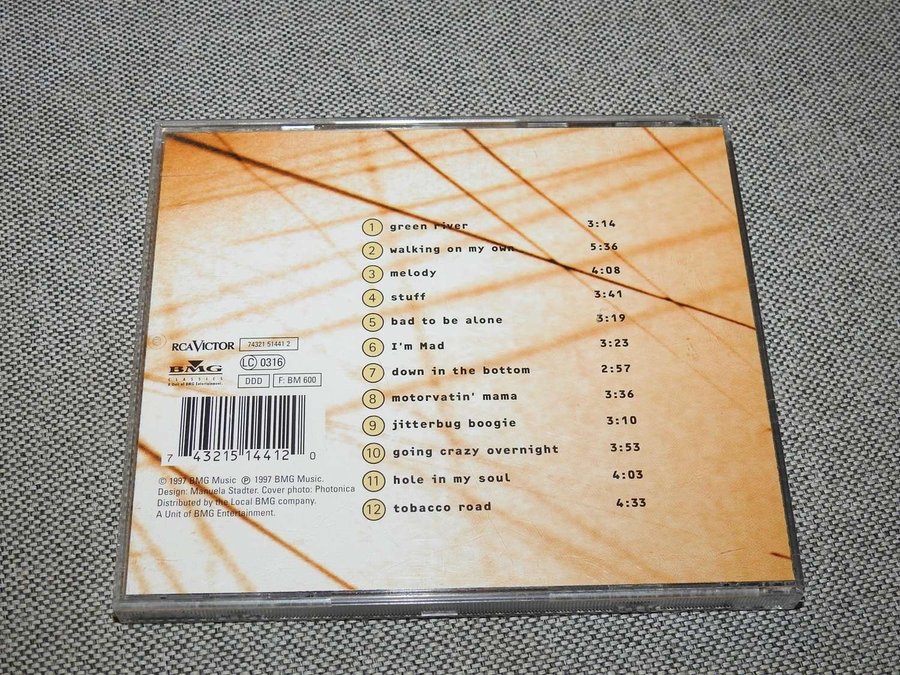 1 green river 3:14
2 walking on my own 5:36
3 melody 4:08
4 stuff 3:41
5 bad to be alone 3:19
6 I'm Mad 3:23
7 down in the bottom 2:57
8 motorvatin' mama 3:36
9 jitterbug boogie 3:10
10 going crazy overnight 3:53
11 hole in my soul 4:03
12 tobacco road 4:33
RCA VICTOR 74321 51441 2
BMG LC 0316
CLASSICS
A Unit of BMG Entertainment
DDD F: BM 600
7 43215 14412 0
© 1997 BMG Music ℗ 1997 BMG Music.
Design: Manuela Stadter. Cover photo: Photonica
Distributed by the Local BMG company.
A Unit of BMG Entertainment.